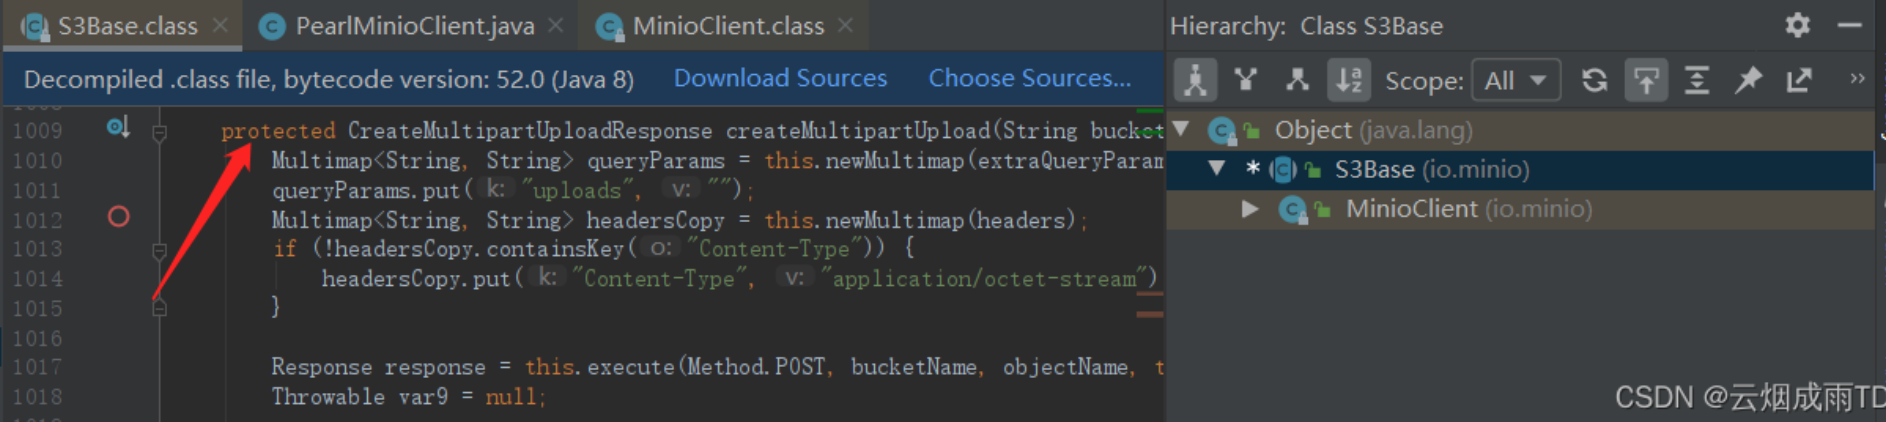 S3Base.class
PearlMinioClient.java
MinioClient.class
Hierarchy: Class S3Base
Decompiled .class file, bytecode version: 52.0 (Java 8)
Download Sources
Choose Sources...
Scope: All
1009 protected CreateMultipartUploadResponse createMultipartUpload(String bucket
1010 Multimap<String, String> queryParams = this.newMultimap(extraQueryParam
1011 queryParams.put( k: "uploads", v: "");
1012 Multimap<String, String> headersCopy = this.newMultimap(headers);
1013 if (!headersCopy.containsKey( o: "Content-Type")) {
1014 headersCopy.put( k: "Content-Type", v: "application/octet-stream")
1015 }
1016
1017 Response response = this.execute(Method.POST, bucketName, objectName, t
1018 Throwable var9 = null;
Object (java.lang)
* S3Base (io.minio)
MinioClient (io.minio)
CSDN @云烟成雨TD